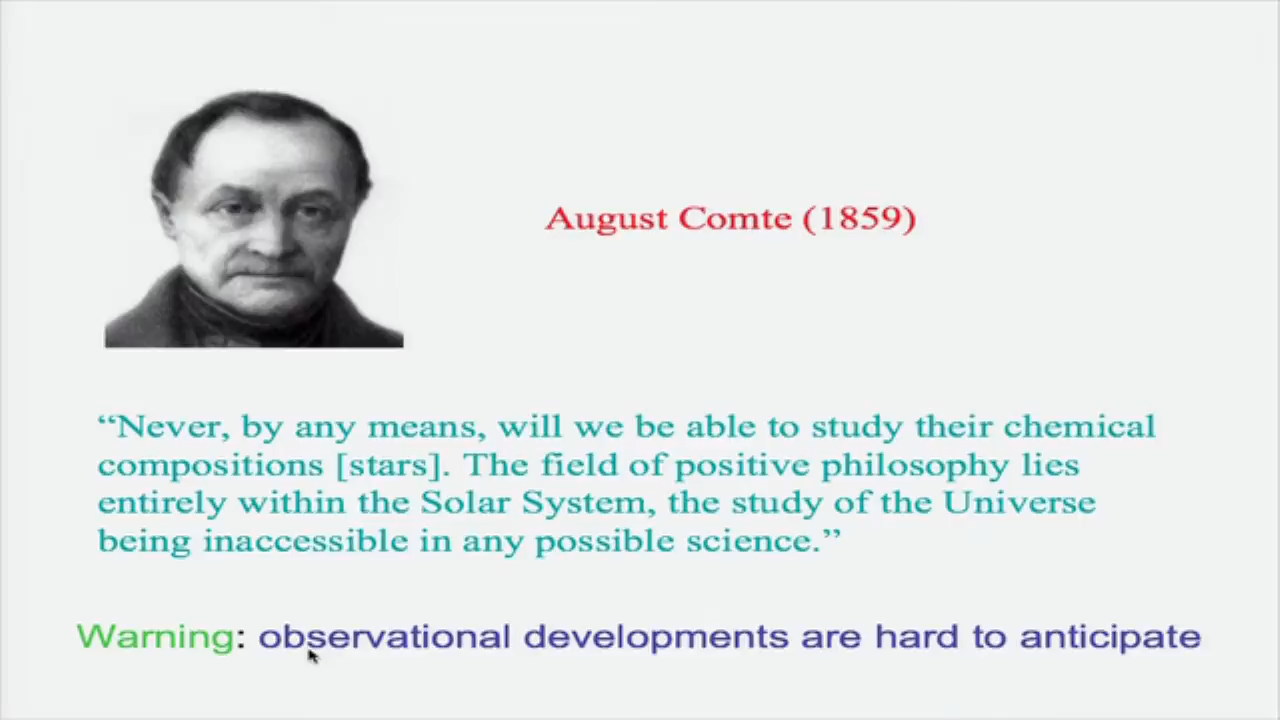 August Comte (1859)
“Never, by any means, will we be able to study their chemical
compositions [stars]. The field of positive philosophy lies
entirely within the Solar System, the study of the Universe
being inaccessible in any possible science.”
Warning: observational developments are hard to anticipate